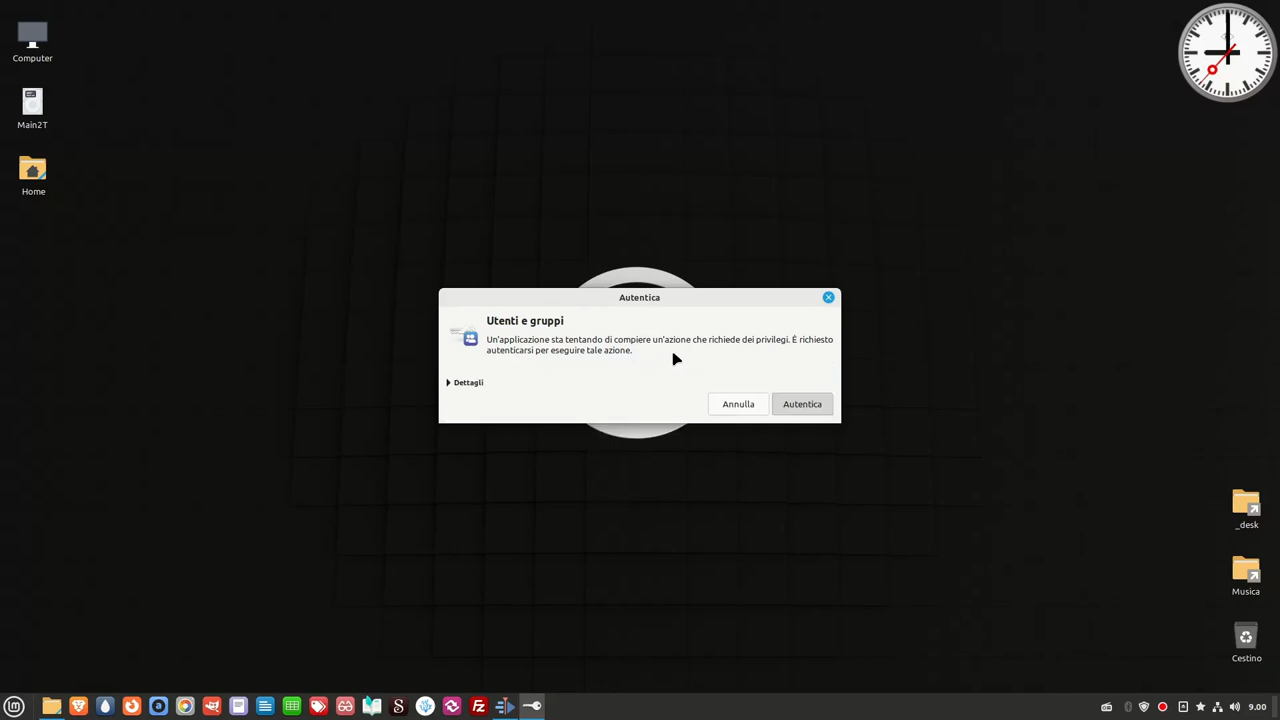 Computer
Main2T
Home
Autentica
Utenti e gruppi
Un'applicazione sta tentando di compiere un'azione che richiede dei privilegi. È richiesto
autenticarsi per eseguire tale azione.
Dettagli
Annulla
Autentica
_desk
Musica
Cestino
9.00